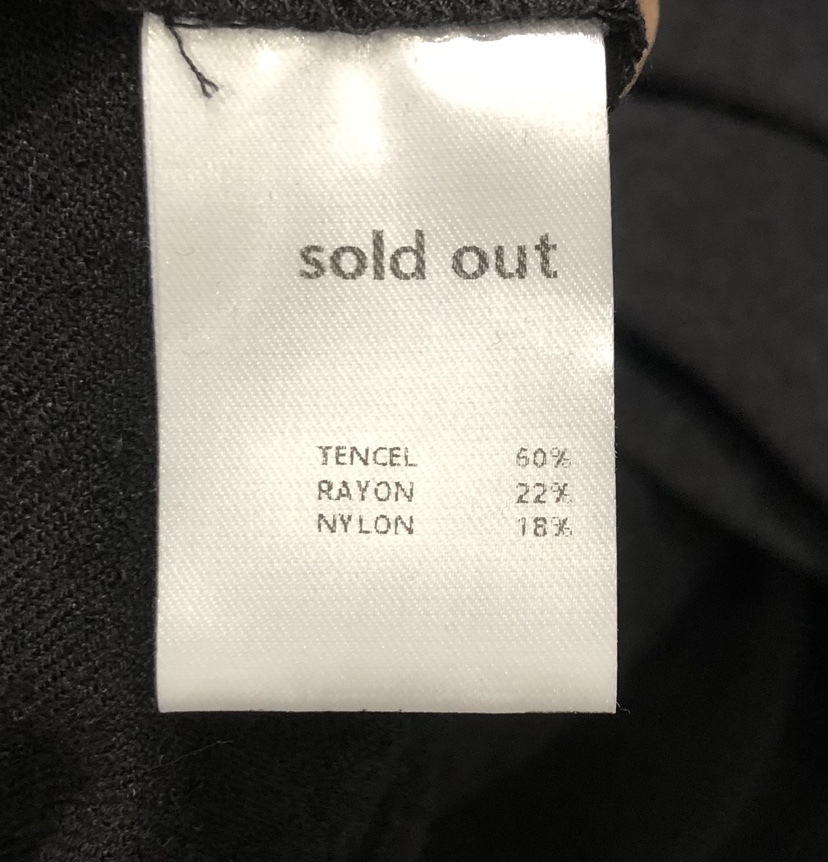 sold out
TENCEL 60%
RAYON 22%
NYLON 18%